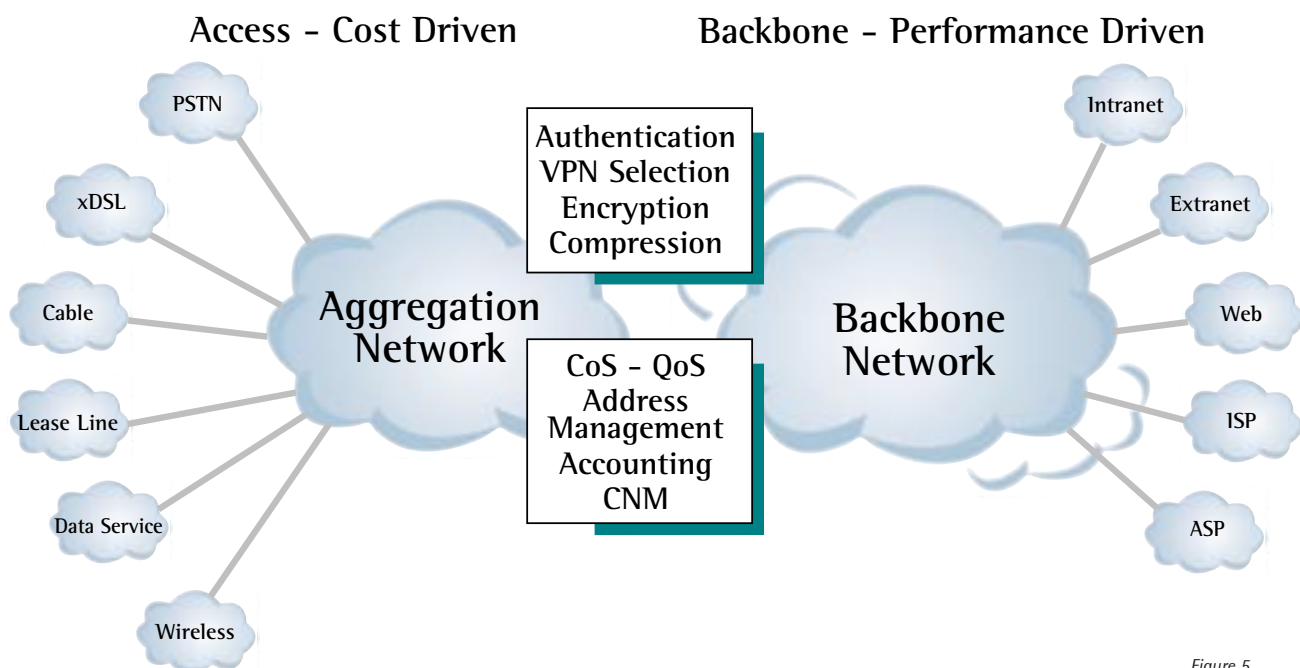 Access - Cost Driven
Backbone - Performance Driven
PSTN
xDSL
Cable
Lease Line
Data Service
Wireless
Aggregation
Network
Authentication
VPN Selection
Encryption
Compression
CoS - QoS
Address
Management
Accounting
CNM
Backbone
Network
Intranet
Extranet
Web
ISP
ASP
Figure 5